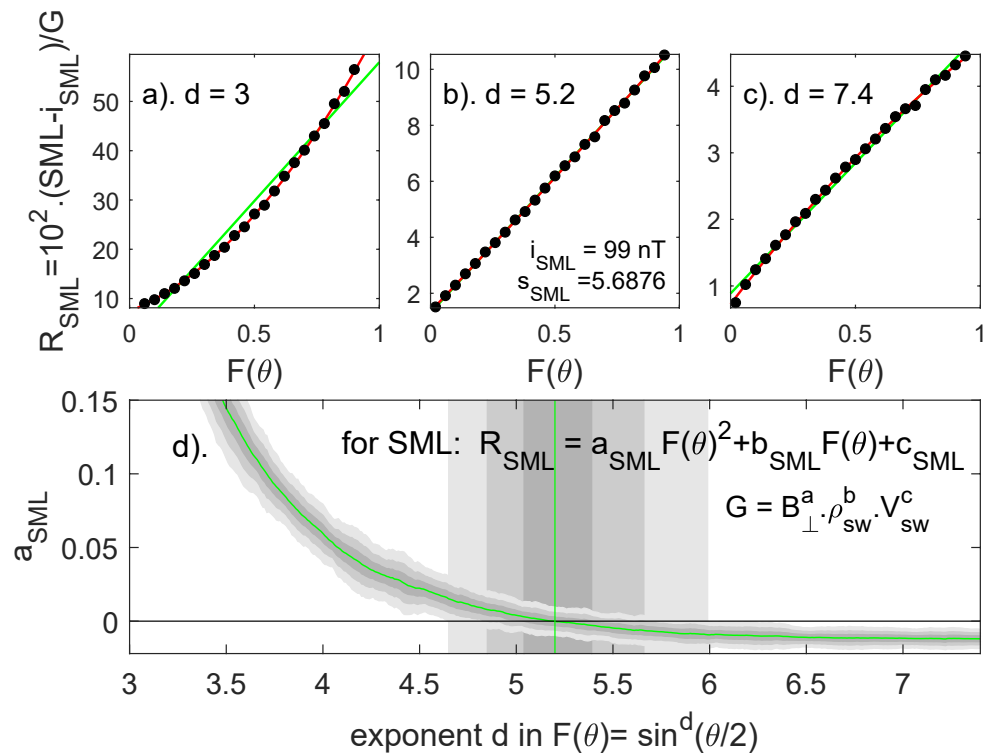 R_SML =10^2.(SML-i_SML)/G
a). d = 3
50
40
30
20
10
0 0.5 1
F(θ)
b). d = 5.2
i_SML = 99 nT
s_SML =5.6876
10
8
6
4
2
0 0.5 1
F(θ)
c). d = 7.4
4
3
2
1
0 0.5 1
F(θ)
d).
for SML: R_SML = a_SML F(θ)^2+b_SML F(θ)+c_SML
G = B_⊥^a.ρ_sw^b.V_sw^c
a_SML
0.15
0.1
0.05
0
3 3.5 4 4.5 5 5.5 6 6.5 7
exponent d in F(θ)= sin^d(θ/2)